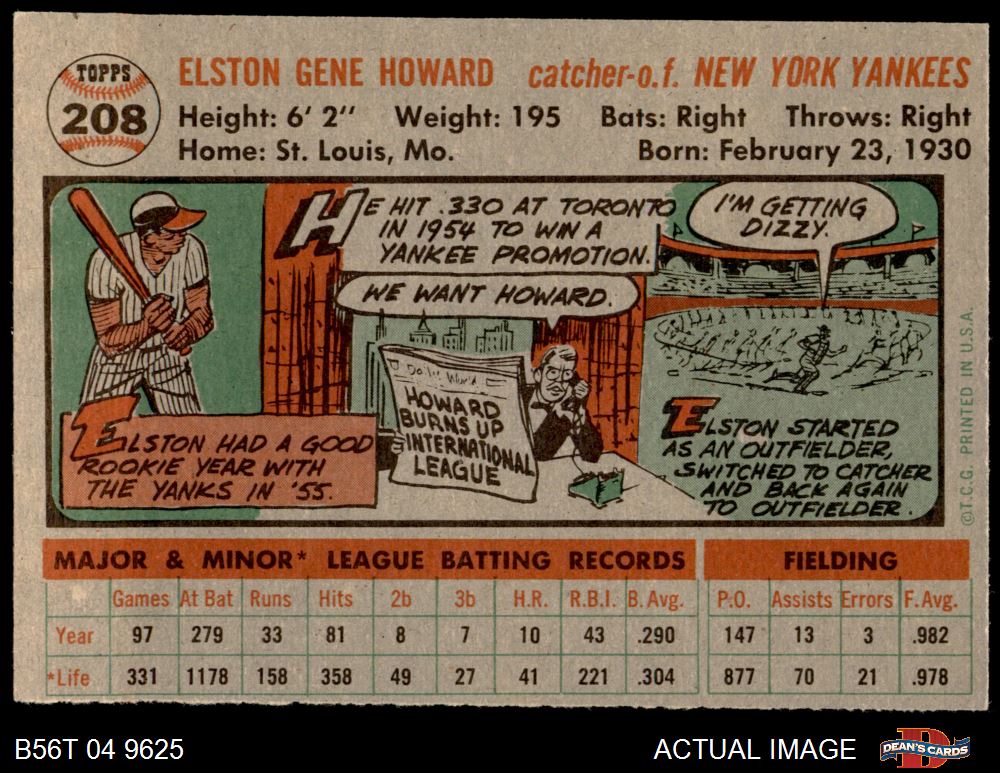 TOPPS
208
ELSTON GENE HOWARD catcher-o.f. NEW YORK YANKEES
Height: 6' 2" Weight: 195 Bats: Right Throws: Right
Home: St. Louis, Mo. Born: February 23, 1930
ELSTON HAD A GOOD
ROOKIE YEAR WITH
THE YANKS IN '55.
HE HIT .330 AT TORONTO
IN 1954 TO WIN A
YANKEE PROMOTION.
WE WANT HOWARD.
Daily World
HOWARD
BURNS UP
INTERNATIONAL
LEAGUE
I'M GETTING
DIZZY.
ELSTON STARTED
AS AN OUTFIELDER,
SWITCHED TO CATCHER
AND BACK AGAIN
TO OUTFIELDER.
©T.C.G. PRINTED IN U.S.A.
MAJOR & MINOR* LEAGUE BATTING RECORDS FIELDING
Games At Bat Runs Hits 2b 3b H.R. R.B.I. B. Avg. P.O. Assists Errors F. Avg.
Year 97 279 33 81 8 7 10 43 .290 147 13 3 .982
*Life 331 1178 158 358 49 27 41 221 .304 877 70 21 .978
B56T 04 9625 ACTUAL IMAGE
DEAN'S CARDS